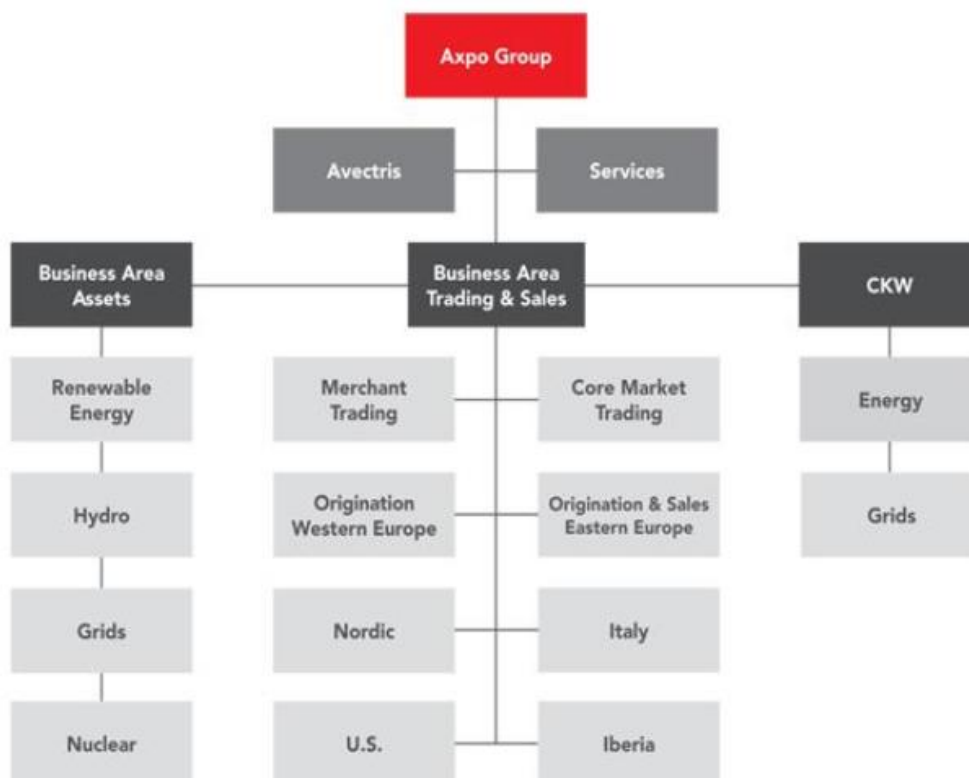 Axpo Group
Avectris
Services
Business Area
Assets
Business Area
Trading & Sales
CKW
Renewable
Energy
Merchant
Trading
Core Market
Trading
Energy
Hydro
Origination
Western Europe
Origination & Sales
Eastern Europe
Grids
Grids
Nordic
Italy
Nuclear
U.S.
Iberia